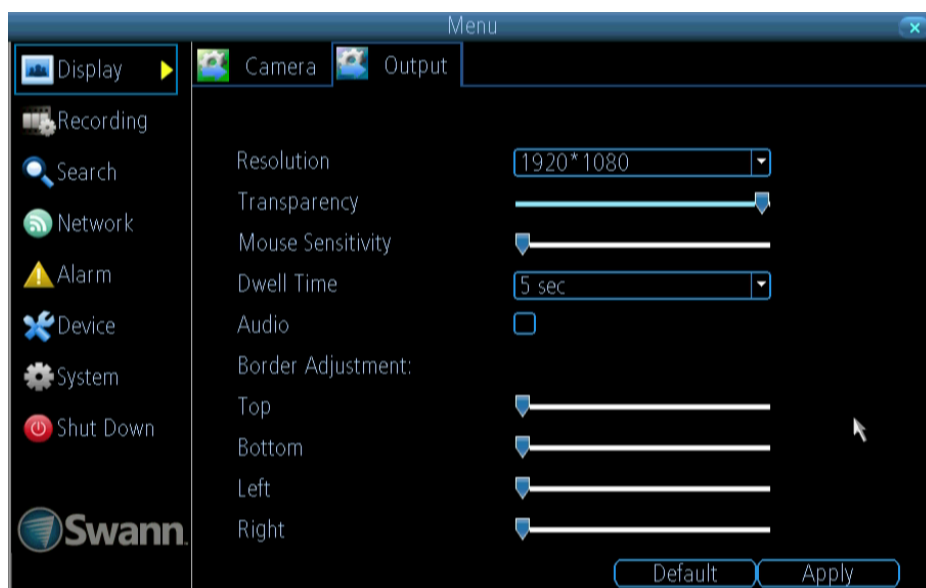 Menu
Display
Camera
Output
Recording
Search
Network
Alarm
Device
System
Shut Down
Swann
Resolution 1920*1080
Transparency
Mouse Sensitivity
Dwell Time 5 sec
Audio
Border Adjustment:
Top
Bottom
Left
Right
Default Apply